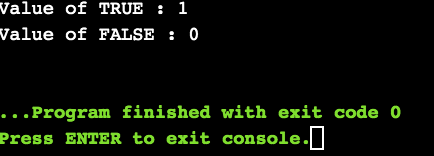 Value of TRUE : 1
Value of FALSE : 0
...Program finished with exit code 0
Press ENTER to exit console.